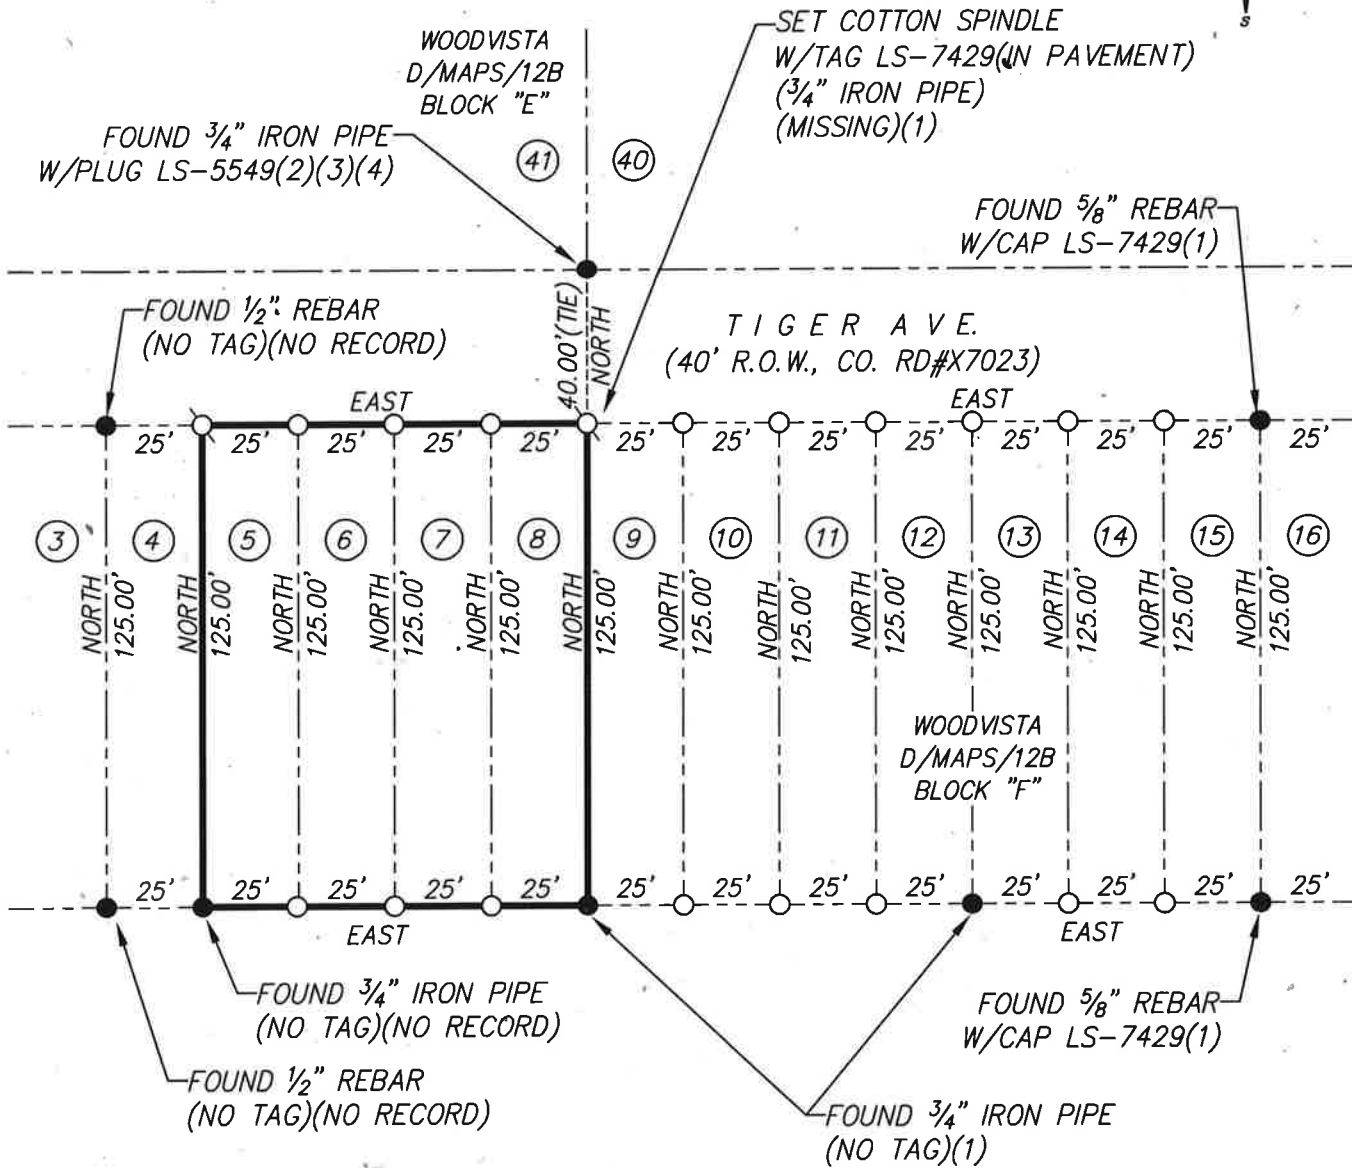 S
SET COTTON SPINDLE
W/TAG LS-7429(IN PAVEMENT)
(3/4" IRON PIPE)
(MISSING)(1)
WOODVISTA
D/MAPS/12B
BLOCK "E"
FOUND 3/4" IRON PIPE
W/PLUG LS-5549(2)(3)(4)
41
40
FOUND 5/8" REBAR
W/CAP LS-7429(1)
FOUND 1/2" REBAR
(NO TAG)(NO RECORD)
40.00'(TIE)
NORTH
TIGER AVE.
(40' R.O.W., CO. RD#X7023)
EAST
EAST
25' 25' 25' 25' 25' 25' 25' 25' 25' 25' 25' 25' 25'
3 4 5 6 7 8 9 10 11 12 13 14 15 16
NORTH 125.00'
NORTH 125.00'
NORTH 125.00'
NORTH 125.00'
NORTH 125.00'
NORTH 125.00'
NORTH 125.00'
NORTH 125.00'
NORTH 125.00'
NORTH 125.00'
NORTH 125.00'
NORTH 125.00'
NORTH 125.00'
WOODVISTA
D/MAPS/12B
BLOCK "F"
25' 25' 25' 25' 25' 25' 25' 25' 25' 25' 25' 25' 25'
EAST
EAST
FOUND 3/4" IRON PIPE
(NO TAG)(NO RECORD)
FOUND 5/8" REBAR
W/CAP LS-7429(1)
FOUND 1/2" REBAR
(NO TAG)(NO RECORD)
FOUND 3/4" IRON PIPE
(NO TAG)(1)